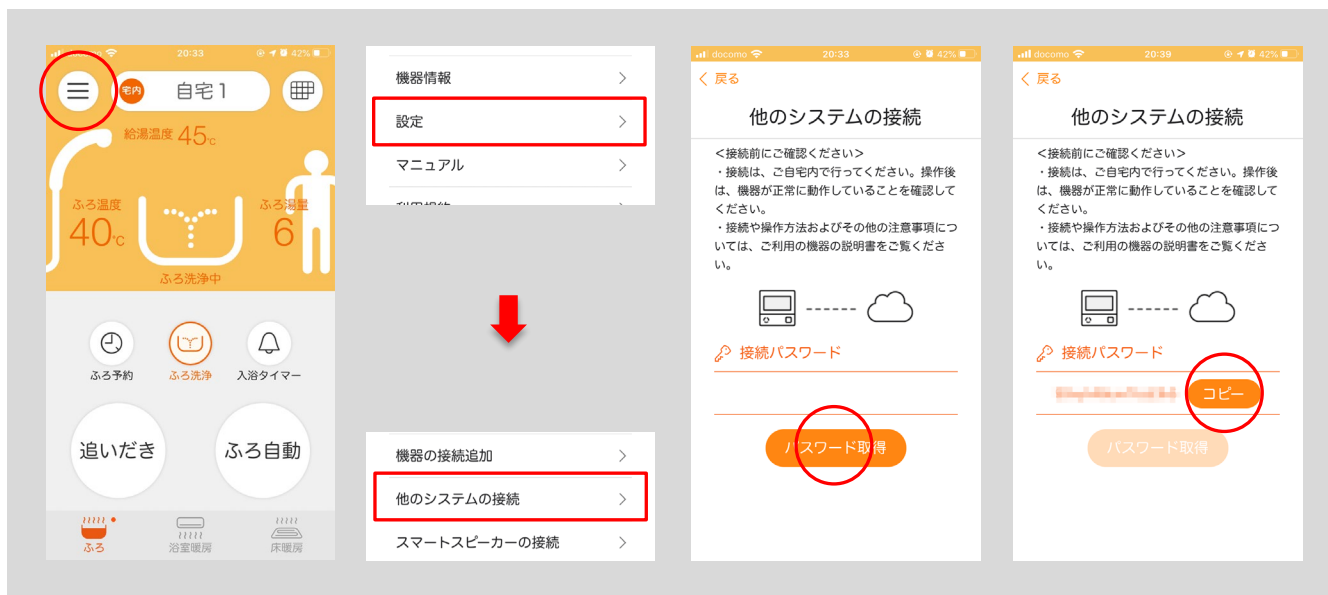 docomo
20:33
42%
宅内
自宅1
給湯温度 45℃
ふろ温度
40℃
ふろ湯量
6
ふろ洗浄中
ふろ予約
ふろ洗浄
入浴タイマー
追いだき
ふろ自動
ふろ
浴室暖房
床暖房
機器情報
設定
マニュアル
機器の接続追加
他のシステムの接続
スマートスピーカーの接続
docomo
20:33
42%
戻る
他のシステムの接続
<接続前にご確認ください>
・接続は、ご自宅内で行ってください。操作後
は、機器が正常に動作していることを確認して
ください。
・接続や操作方法およびその他の注意事項につ
いては、ご利用の機器の説明書をご覧くださ
い。
接続パスワード
パスワード取得
docomo
20:39
42%
戻る
他のシステムの接続
<接続前にご確認ください>
・接続は、ご自宅内で行ってください。操作後
は、機器が正常に動作していることを確認して
ください。
・接続や操作方法およびその他の注意事項につ
いては、ご利用の機器の説明書をご覧くださ
い。
接続パスワード
コピー
パスワード取得